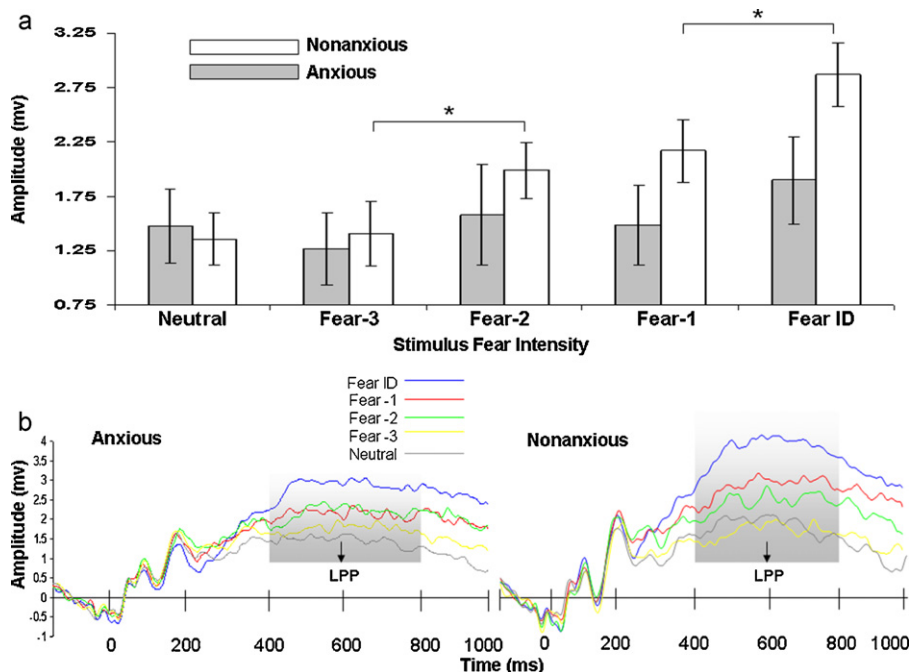 a
3.25
2.75
2.25
1.75
1.25
0.75
Amplitude (mv)
Nonanxious
Anxious
*
*
Neutral Fear-3 Fear-2 Fear-1 Fear ID
Stimulus Fear Intensity
b
Fear ID
Fear -1
Fear -2
Fear -3
Neutral
Anxious
Nonanxious
Amplitude (mv)
4
3.5
3
2.5
2
1.5
1
0.5
0
-0.5
-1
LPP
LPP
0 200 400 600 800 1000
0 200 400 600 800 1000
Time (ms)